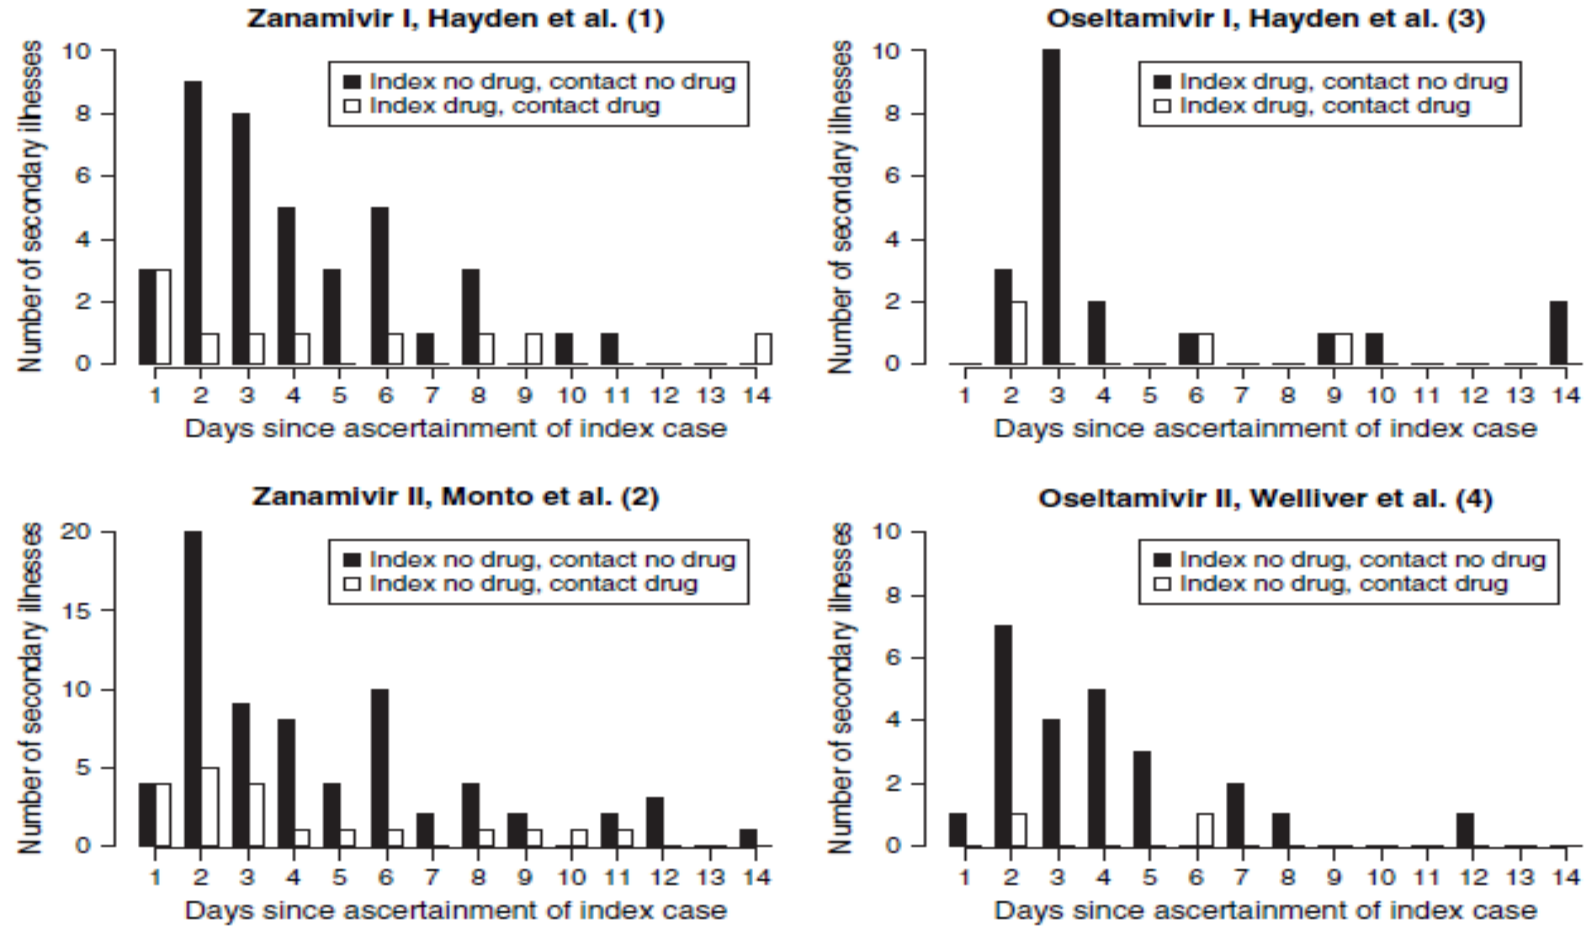 Zanamivir I, Hayden et al. (1)
Number of secondary illnesses
10
8
6
4
2
0
Index no drug, contact no drug
Index drug, contact drug
1 2 3 4 5 6 7 8 9 10 11 12 13 14
Days since ascertainment of index case
Oseltamivir I, Hayden et al. (3)
Number of secondary illnesses
10
8
6
4
2
0
Index drug, contact no drug
Index drug, contact drug
1 2 3 4 5 6 7 8 9 10 11 12 13 14
Days since ascertainment of index case
Zanamivir II, Monto et al. (2)
Number of secondary illnesses
20
15
10
5
0
Index no drug, contact no drug
Index no drug, contact drug
1 2 3 4 5 6 7 8 9 10 11 12 13 14
Days since ascertainment of index case
Oseltamivir II, Welliver et al. (4)
Number of secondary illnesses
10
8
6
4
2
0
Index no drug, contact no drug
Index no drug, contact drug
1 2 3 4 5 6 7 8 9 10 11 12 13 14
Days since ascertainment of index case